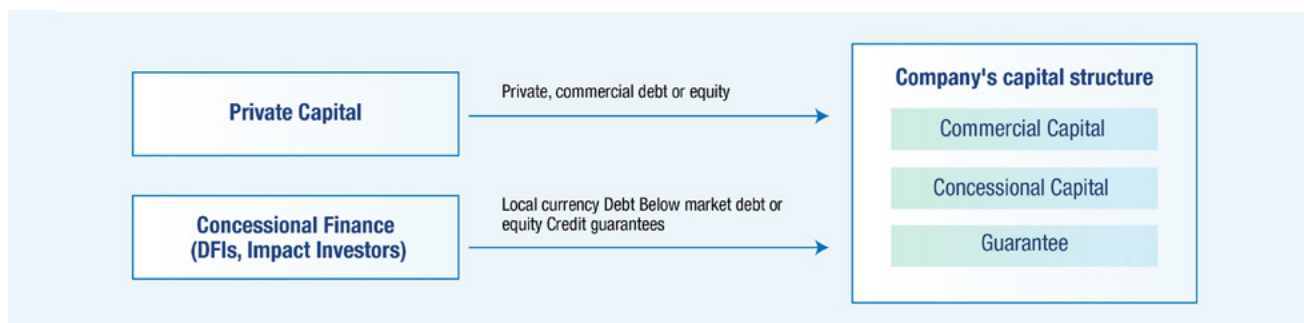 Private Capital
Private, commercial debt or equity
Concessional Finance
(DFIs, Impact Investors)
Local currency Debt Below market debt or
equity Credit guarantees
Company's capital structure
Commercial Capital
Concessional Capital
Guarantee